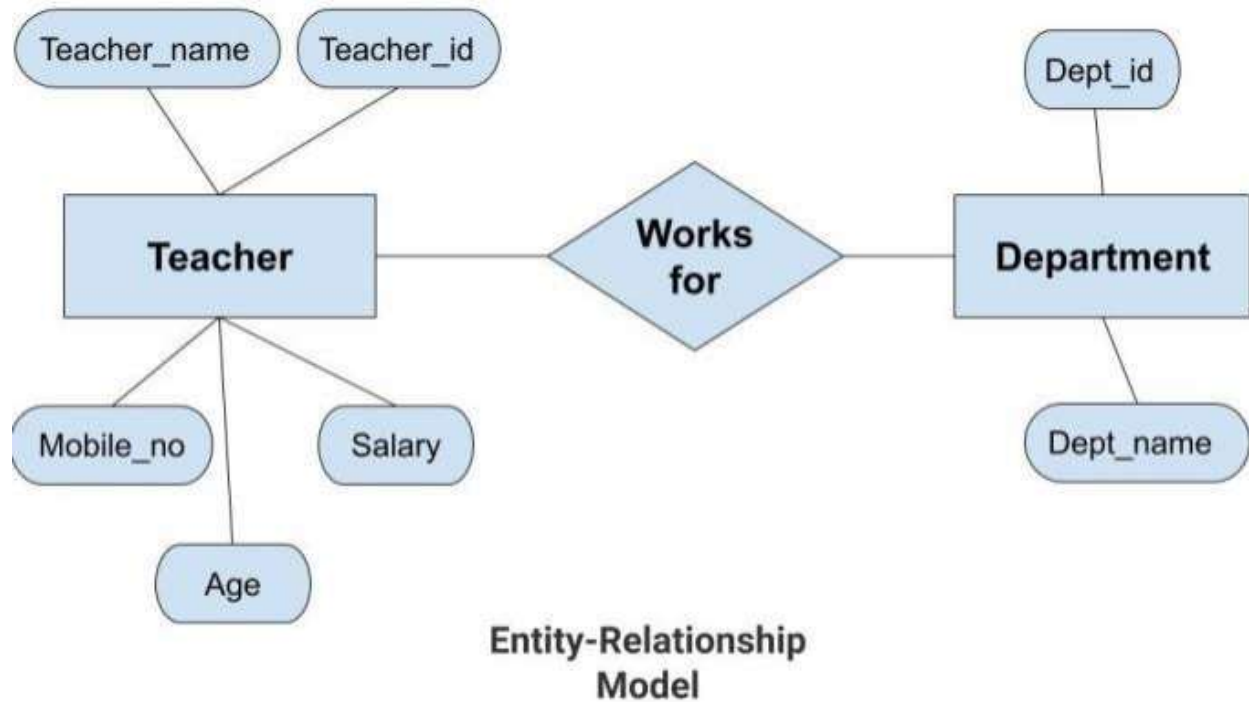 Teacher_name
Teacher_id
Dept_id
Teacher
Works
for
Department
Mobile_no
Salary
Dept_name
Age
Entity-Relationship
Model